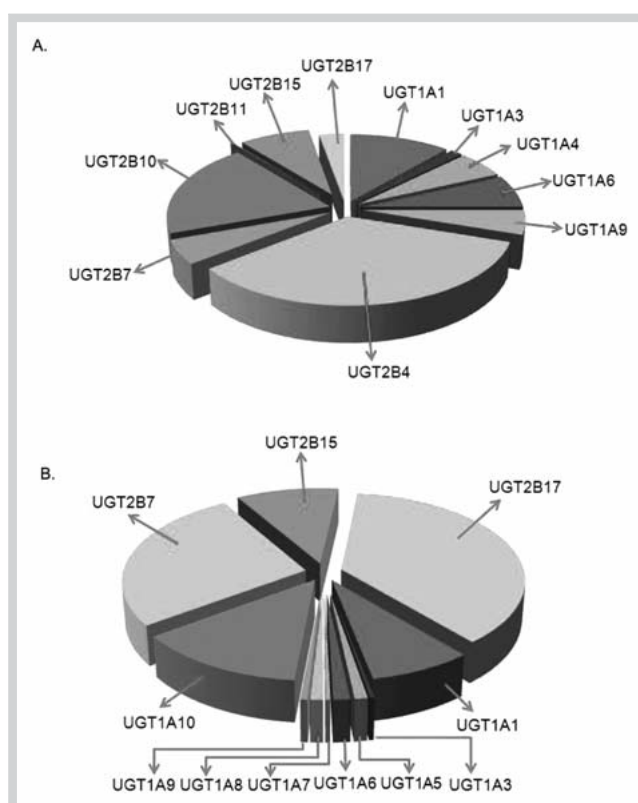 A.
UGT2B17
UGT2B15
UGT1A1
UGT2B11
UGT1A3
UGT1A4
UGT2B10
UGT1A6
UGT1A9
UGT2B7
UGT2B4
B.
UGT2B15
UGT2B7
UGT2B17
UGT1A10
UGT1A1
UGT1A9 UGT1A8 UGT1A7 UGT1A6 UGT1A5 UGT1A3